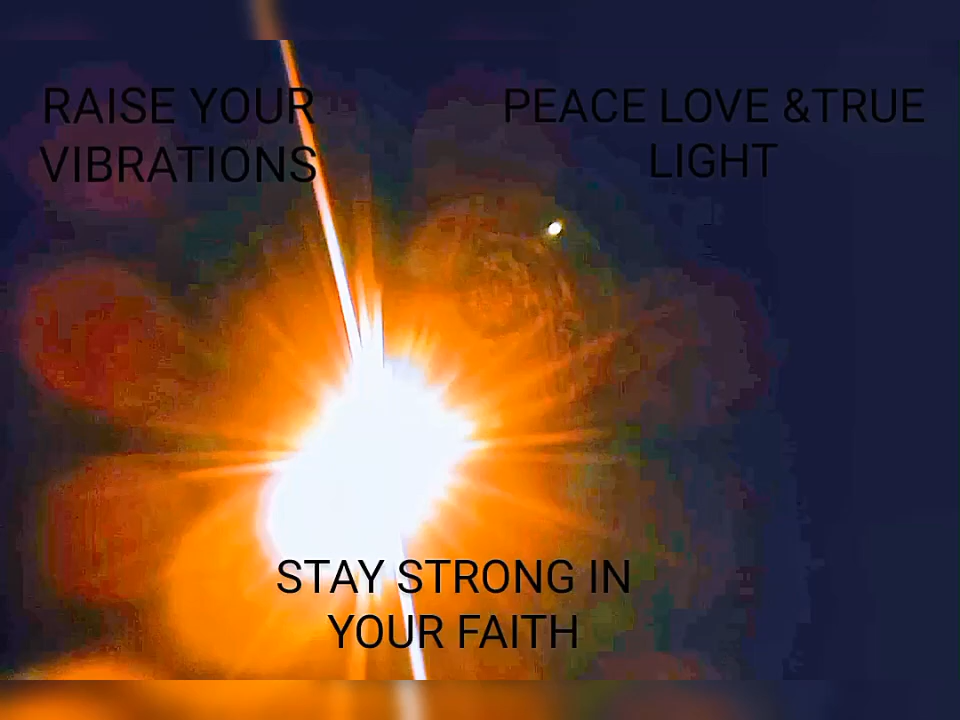 RAISE YOUR
VIBRATIONS
PEACE LOVE &TRUE
LIGHT
STAY STRONG IN
YOUR FAITH